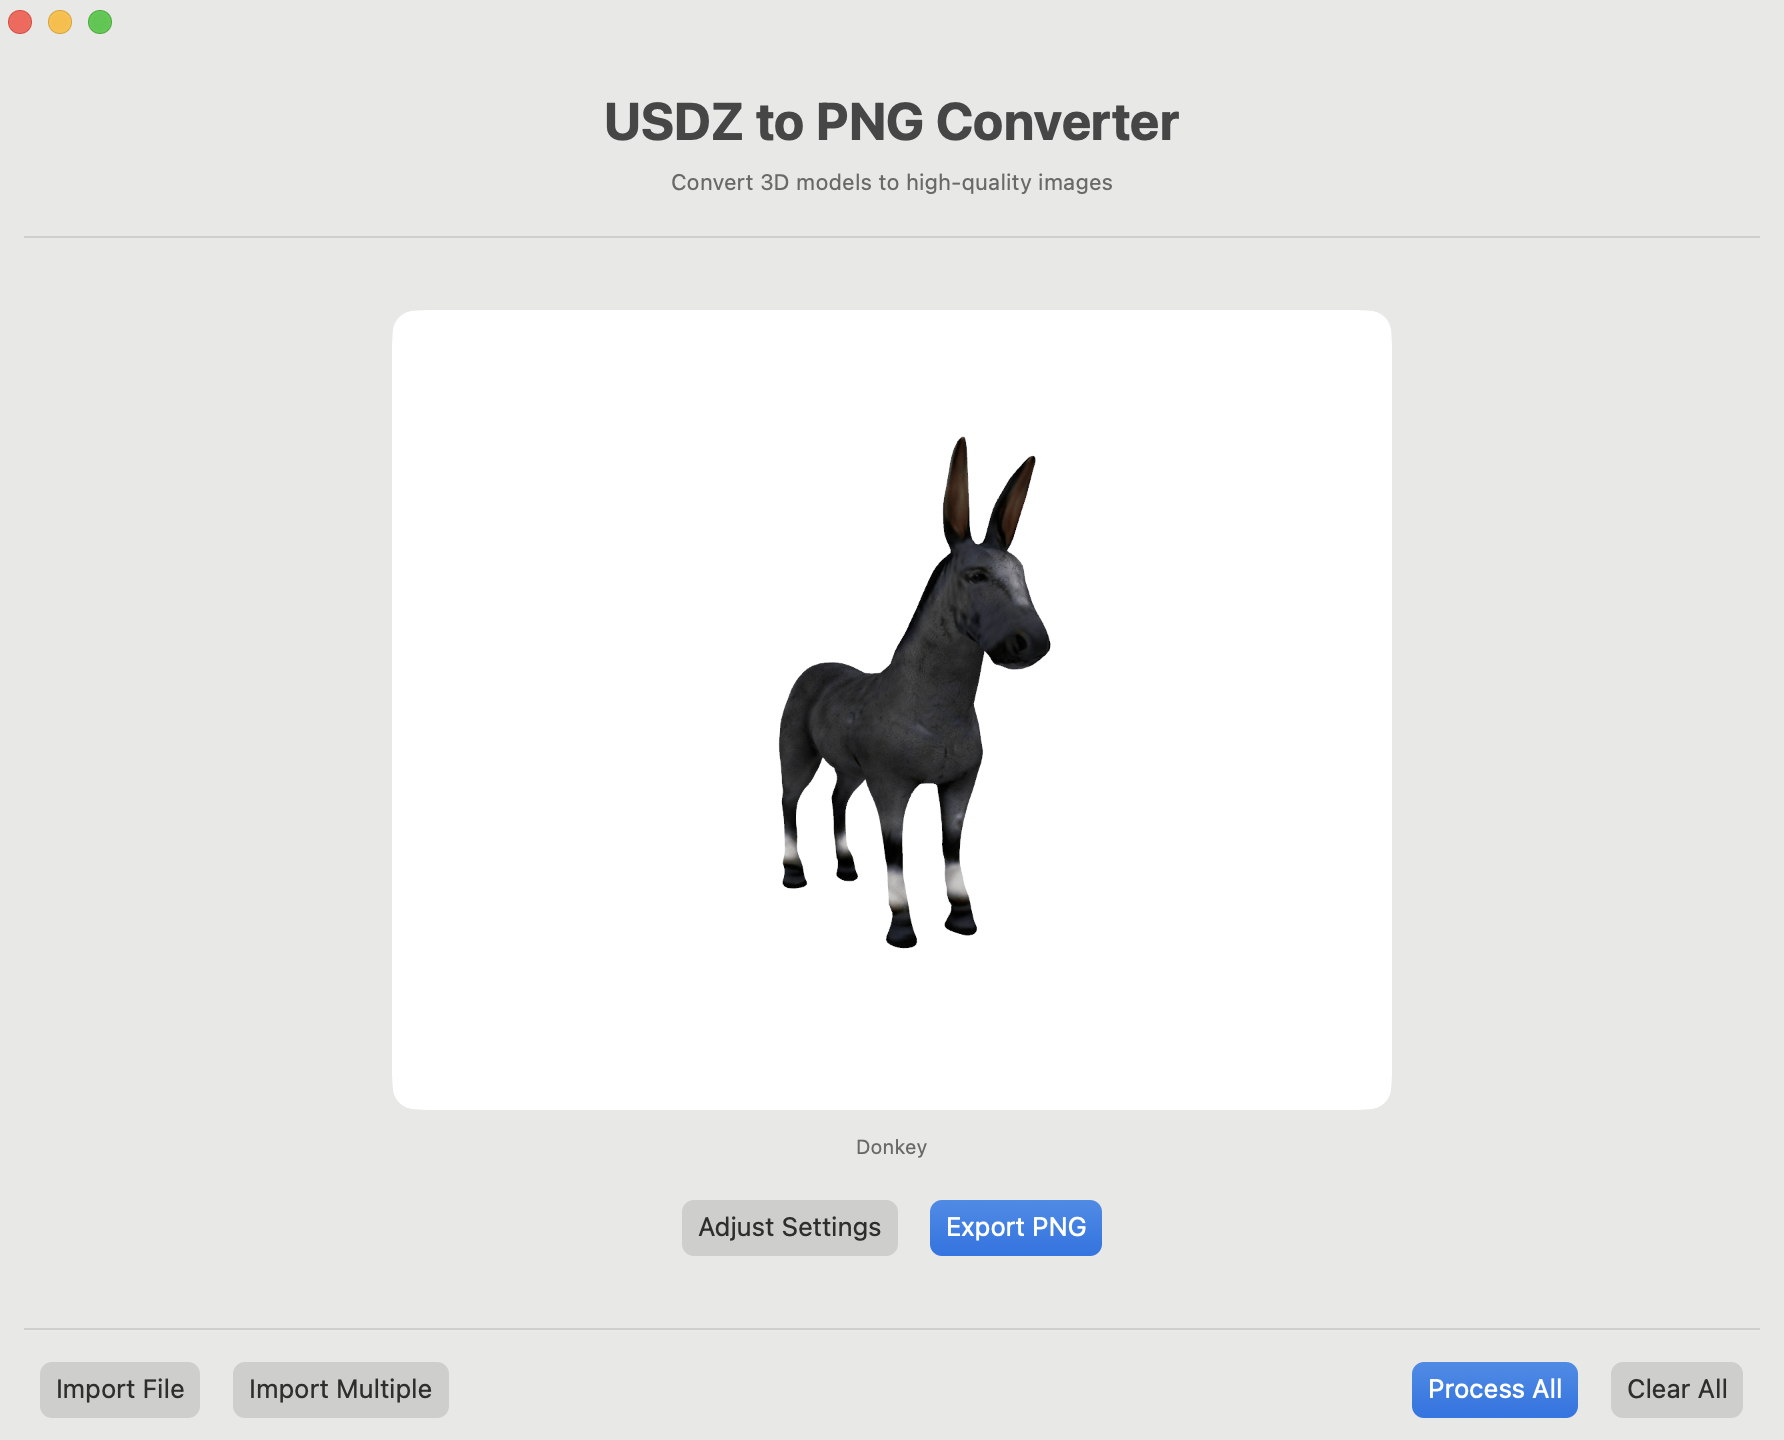 USDZ to PNG Converter
Convert 3D models to high-quality images
Donkey
Adjust Settings
Export PNG
Import File
Import Multiple
Process All
Clear All